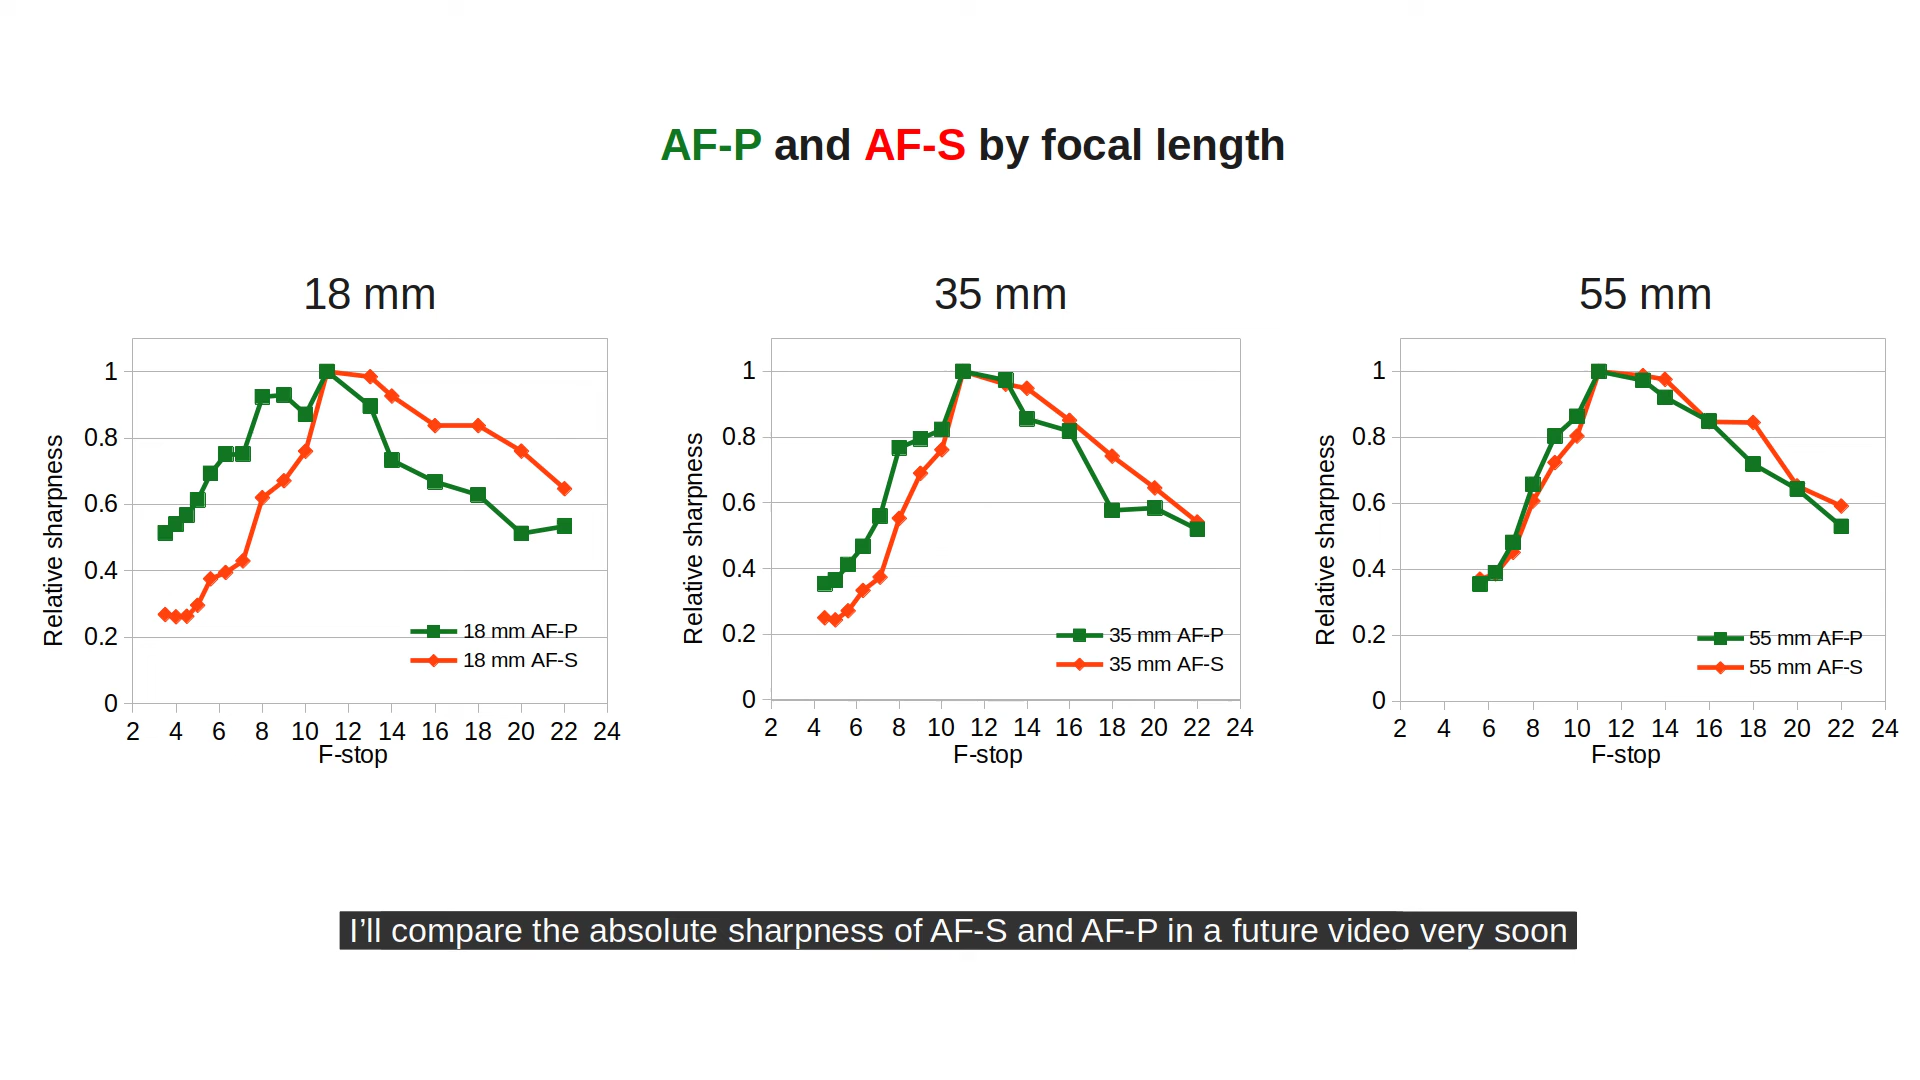 AF-P and AF-S by focal length
18 mm
Relative sharpness
1
0.8
0.6
0.4
0.2
0
18 mm AF-P
18 mm AF-S
2 4 6 8 10 12 14 16 18 20 22 24
F-stop
35 mm
Relative sharpness
1
0.8
0.6
0.4
0.2
0
35 mm AF-P
35 mm AF-S
2 4 6 8 10 12 14 16 18 20 22 24
F-stop
55 mm
Relative sharpness
1
0.8
0.6
0.4
0.2
0
55 mm AF-P
55 mm AF-S
2 4 6 8 10 12 14 16 18 20 22 24
F-stop
I’ll compare the absolute sharpness of AF-S and AF-P in a future video very soon